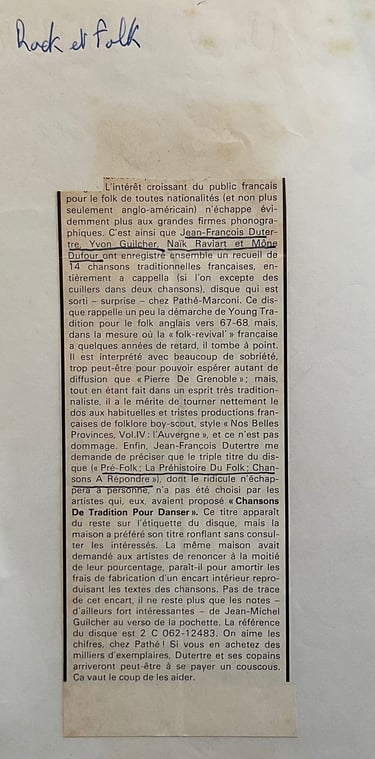 Rock et Folk
L'intérêt croissant du public français
pour le folk de toutes nationalités (et non plus
seulement anglo-américain) n'échappe évi-
demment plus aux grandes firmes phonogra-
phiques. C'est ainsi que Jean-François Duter-
tre, Yvon Guilcher, Naïk Raviart et Mône
Dufour ont enregistré ensemble un recueil de
14 chansons traditionnelles françaises, en-
tièrement a cappella (si l'on excepte des
cuillers dans deux chansons), disque qui est
sorti – surprise – chez Pathé-Marconi. Ce dis-
que rappelle un peu la démarche de Young Tra-
dition pour le folk anglais vers 67-68 mais,
dans la mesure où la « folk-revival » française
a quelques années de retard, il tombe à point.
Il est interprété avec beaucoup de sobriété,
trop peut-être pour pouvoir espérer autant de
diffusion que « Pierre De Grenoble » ; mais,
tout en étant fait dans un esprit très tradition-
naliste, il a le mérite de tourner nettement le
dos aux habituelles et tristes productions fran-
çaises de folklore boy-scout, style « Nos Belles
Provinces, Vol.IV : l'Auvergne », et ce n'est pas
dommage. Enfin, Jean-François Dutertre me
demande de préciser que le triple titre du dis-
que (« Pré-Folk ; La Préhistoire Du Folk ; Chan-
sons A Répondre »), dont le ridicule n'échap-
pera à personne, n'a pas été choisi par les
artistes qui, eux, avaient proposé « Chansons
De Tradition Pour Danser ». Ce titre apparaît
du reste sur l'étiquette du disque, mais la
maison a préféré son titre ronflant sans consul-
ter les intéressés. La même maison avait
demandé aux artistes de renoncer à la moitié
de leur pourcentage, paraît-il pour amortir les
frais de fabrication d'un encart intérieur repro-
duisant les textes des chansons. Pas de trace
de cet encart, il ne reste plus que les notes –
d'ailleurs fort intéressantes – de Jean-Michel
Guilcher au verso de la pochette. La référence
du disque est 2 C 062-12483. On aime les
chifres, chez Pathé ! Si vous en achetez des
milliers d'exemplaires, Dutertre et ses copains
arriveront peut-être à se payer un couscous.
Ça vaut le coup de les aider.